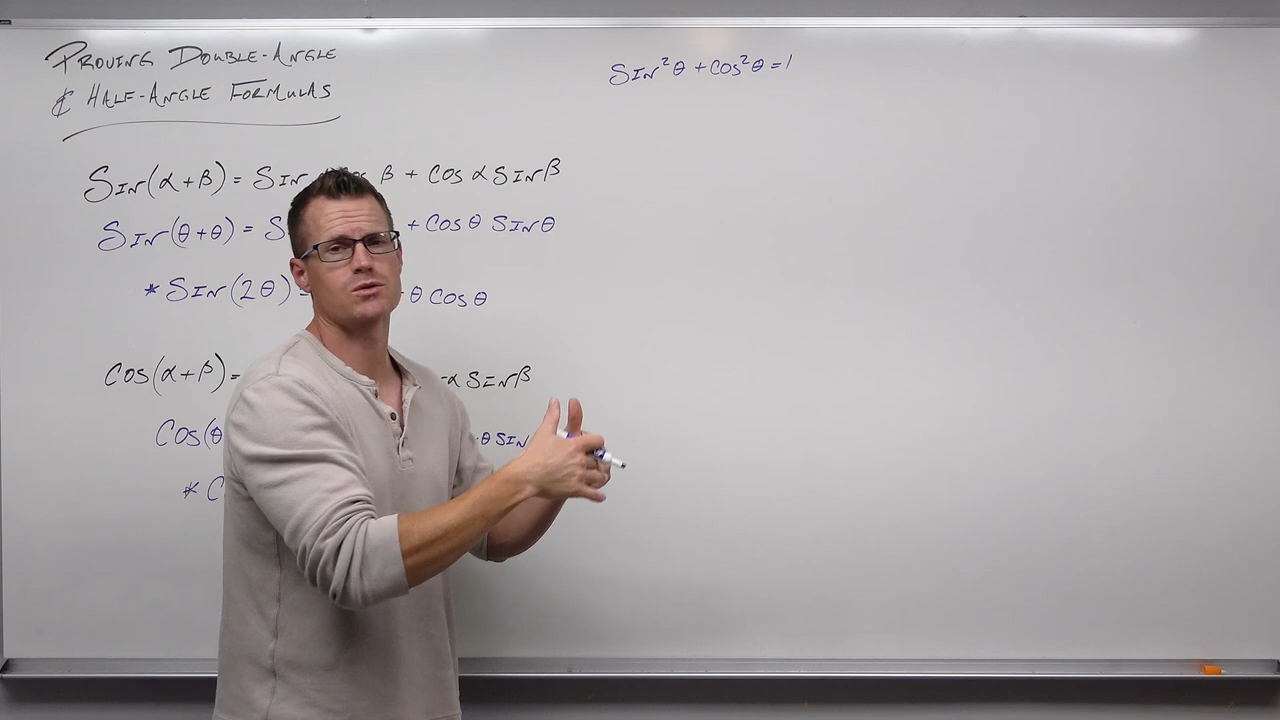 PROVING DOUBLE-ANGLE
& HALF-ANGLE FORMULAS
SIN(α+β) = SIN β + COS α SIN β
SIN(θ+θ) = S + COS θ SIN θ
* SIN(2θ) = θ COS θ
COS(α+β) = α SIN β
COS(θ θ SIN
* C
SIN²θ + COS²θ = 1